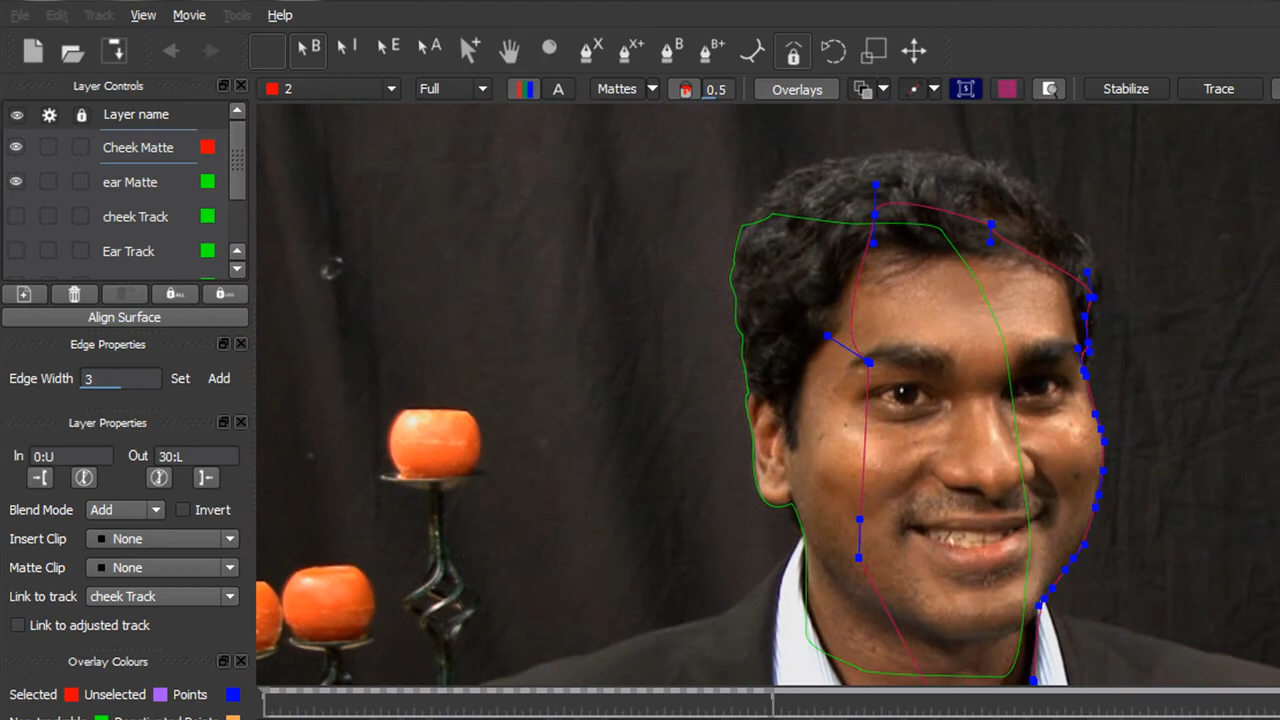 File Edit Track View Movie Tools Help
B I E A X X+ B B+
Layer Controls
2 Full A Mattes 0.5 Overlays Stabilize Trace
Layer name
Cheek Matte
ear Matte
cheek Track
Ear Track
Align Surface
Edge Properties
Edge Width 3 Set Add
Layer Properties
In 0:U Out 30:L
Blend Mode Add Invert
Insert Clip None
Matte Clip None
Link to track cheek Track
Link to adjusted track
Overlay Colours
Selected Unselected Points